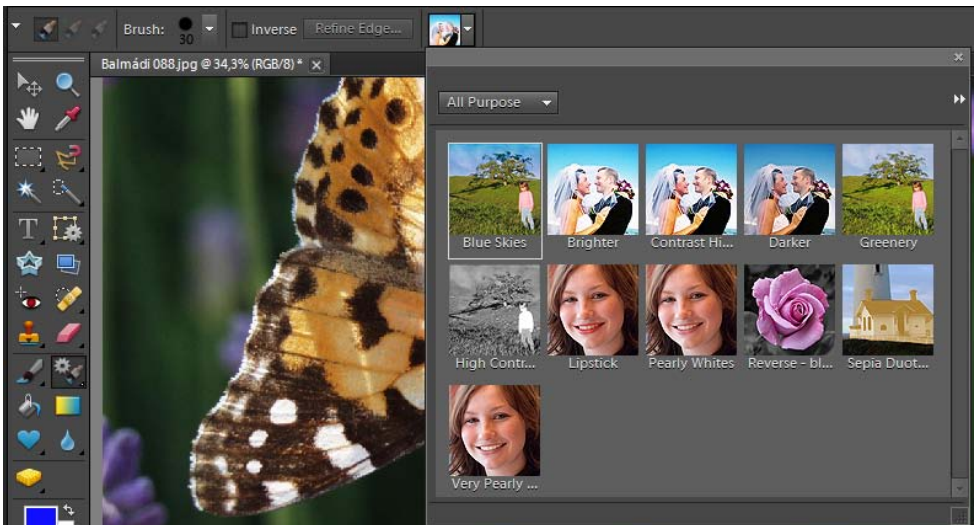 Brush: 30 Inverse Refine Edge...
Balmádi 088.jpg @ 34,3% (RGB/8) * x
All Purpose
Blue Skies Brighter Contrast Hi... Darker Greenery
High Contr... Lipstick Pearly Whites Reverse - bl... Sepia Duot...
Very Pearly ...
T